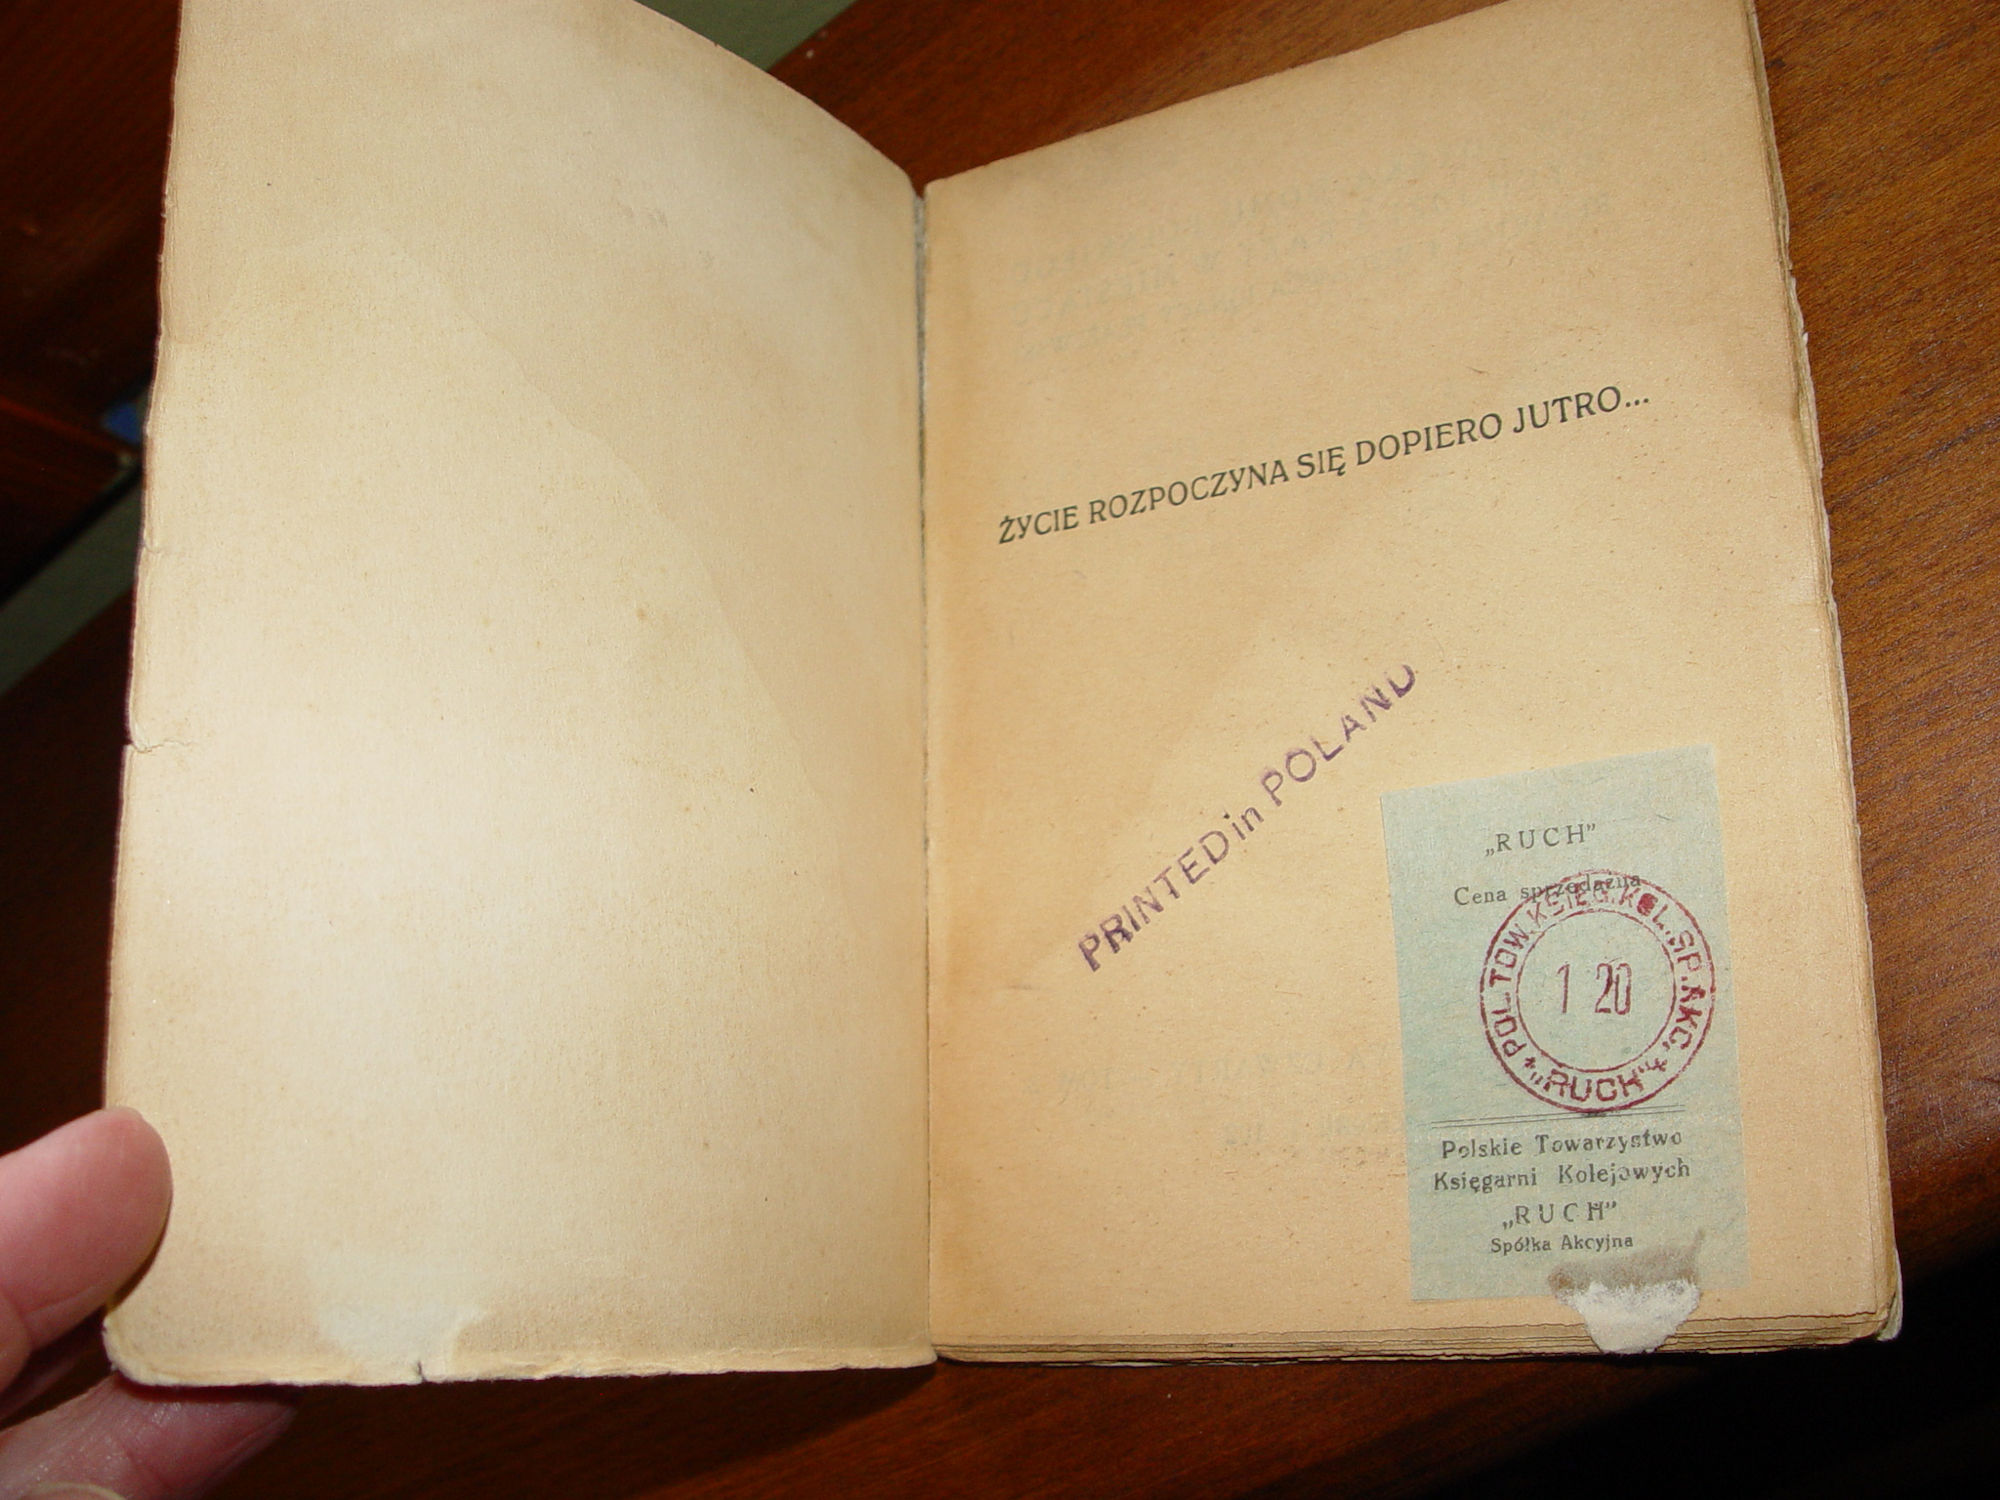 ŻYCIE ROZPOCZYNA SIĘ DOPIERO JUTRO...
PRINTED in POLAND
„RUCH”
Cena sprzedażna
POL. TOW. KSIĘG. KOL. SP. AKC.
1 20
* „RUCH” *
Polskie Towarzystwo
Księgarni Kolejowych
„RUCH”
Spółka Akcyjna